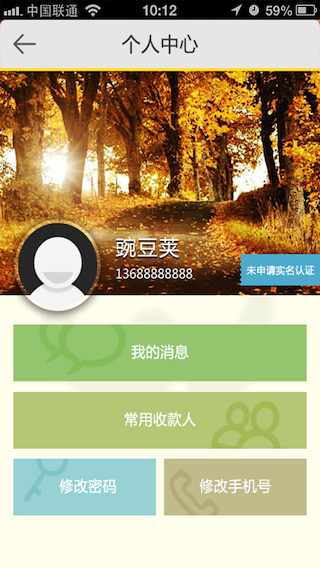 中国联通 10:12 59%
个人中心
豌豆荚
13688888888
未申请实名认证
我的消息
常用收款人
修改密码 修改手机号